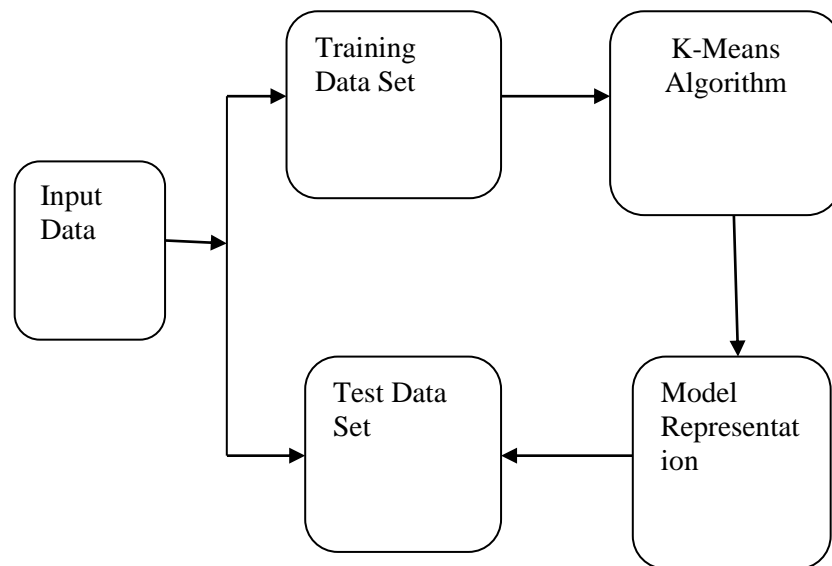 Training
Data Set
K-Means
Algorithm
Input
Data
Test Data
Set
Model
Representat
ion